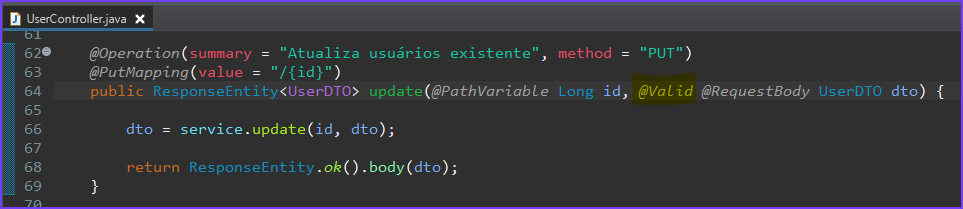 UserController.java
61
62 @Operation(summary = "Atualiza usuários existente", method = "PUT")
63 @PutMapping(value = "/{id}")
64 public ResponseEntity<UserDTO> update(@PathVariable Long id, @Valid @RequestBody UserDTO dto) {
65
66 dto = service.update(id, dto);
67
68 return ResponseEntity.ok().body(dto);
69 }
70